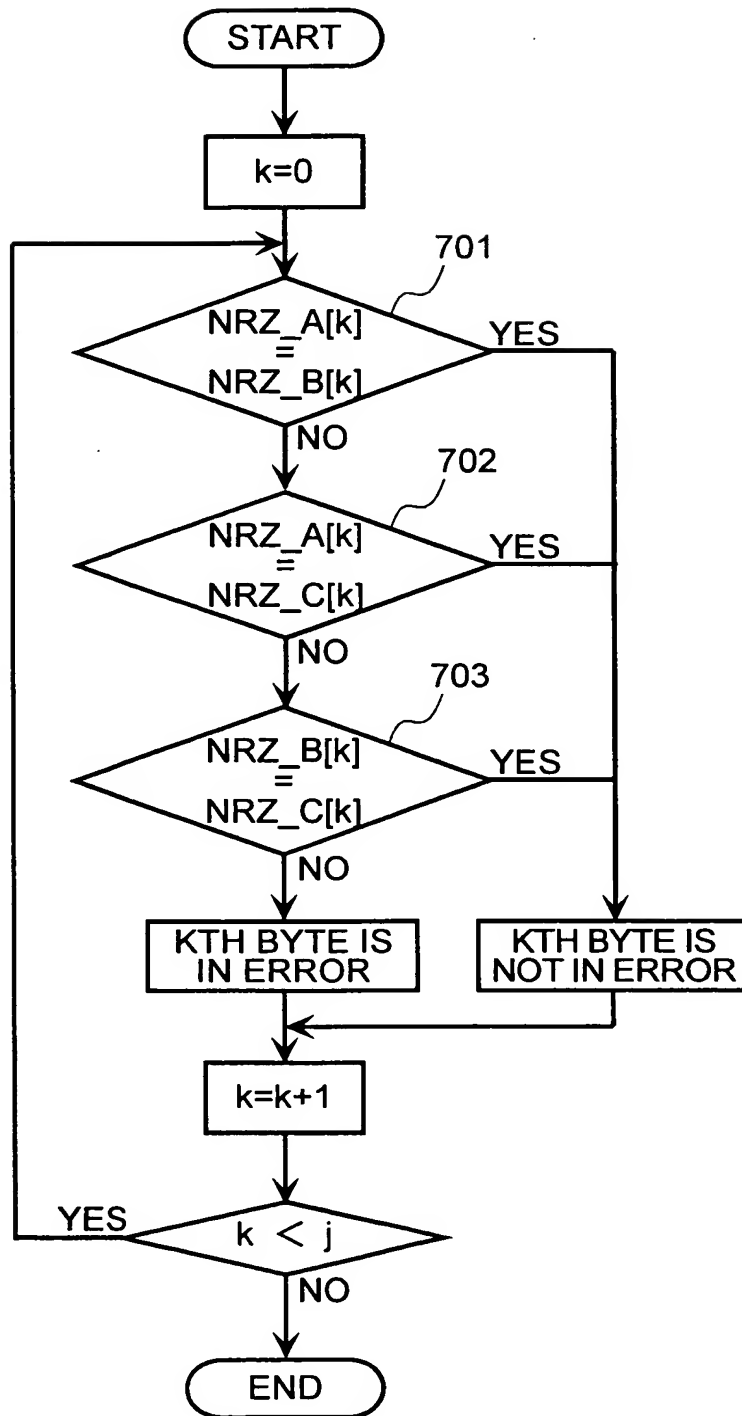 START
k=0
701
NRZ_A[k]
=
NRZ_B[k]
YES
NO
702
NRZ_A[k]
=
NRZ_C[k]
YES
NO
703
NRZ_B[k]
=
NRZ_C[k]
YES
NO
KTH BYTE IS
IN ERROR
KTH BYTE IS
NOT IN ERROR
k=k+1
YES
k < j
NO
END